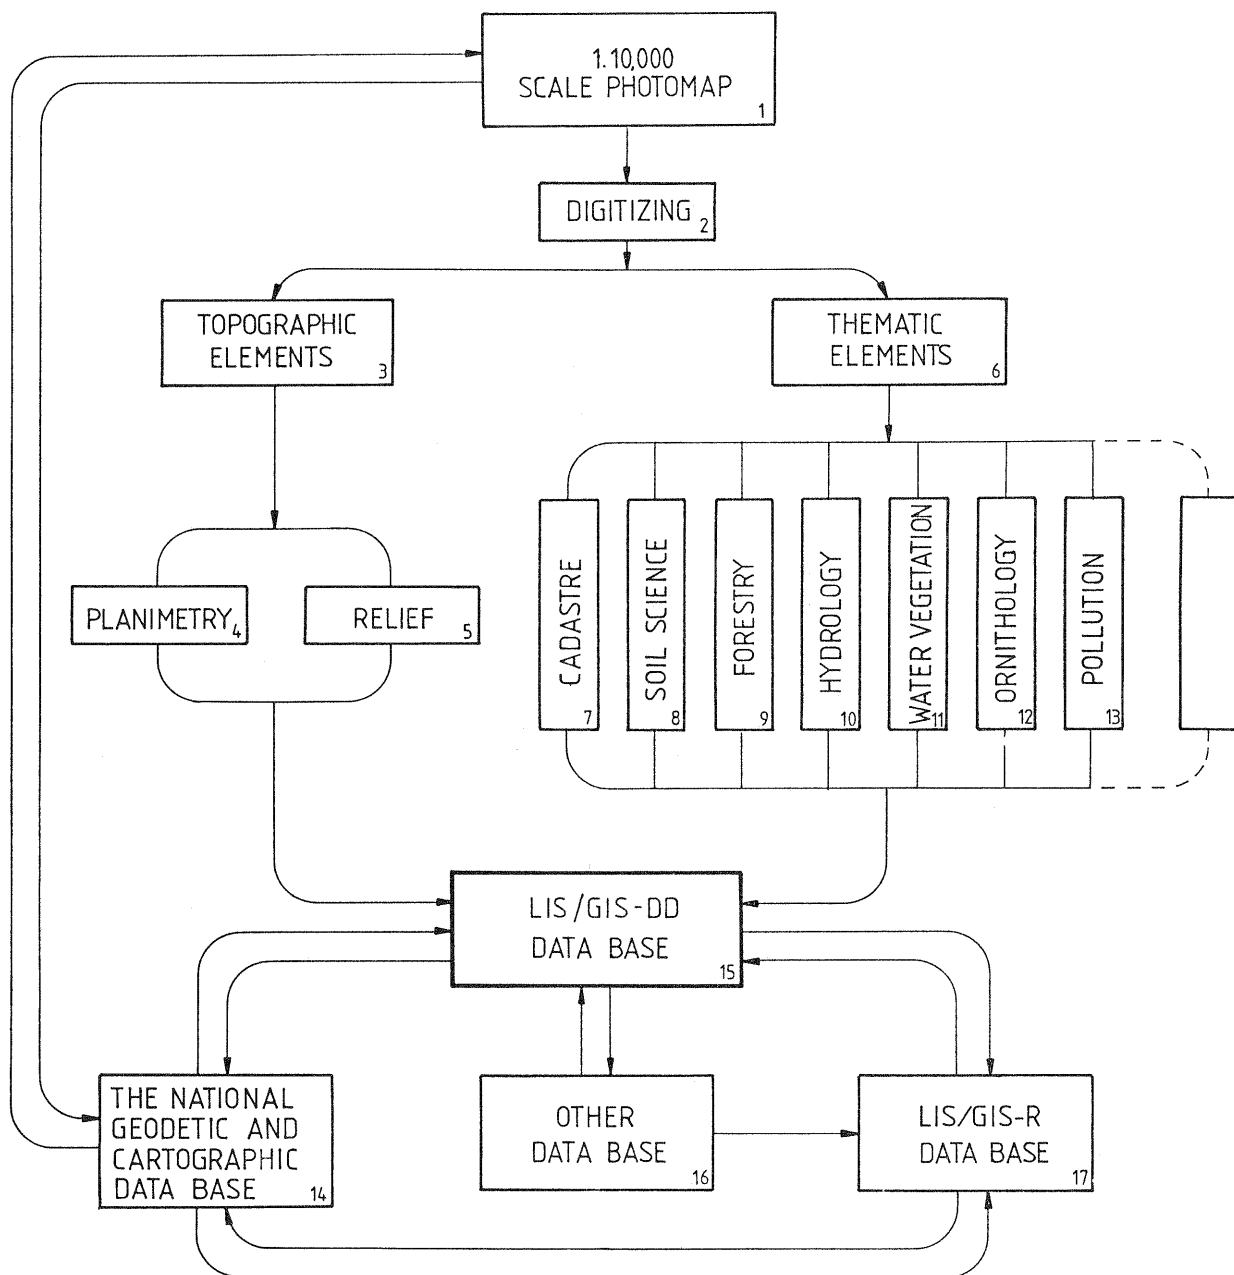 1:10,000
SCALE PHOTOMAP
1
DIGITIZING
2
TOPOGRAPHIC
ELEMENTS
3
THEMATIC
ELEMENTS
6
PLANIMETRY
4
RELIEF
5
CADASTRE
7
SOIL SCIENCE
8
FORESTRY
9
HYDROLOGY
10
WATER VEGETATION
11
ORNITHOLOGY
12
POLLUTION
13
LIS/GIS-DD
DATA BASE
15
THE NATIONAL
GEODETIC AND
CARTOGRAPHIC
DATA BASE
14
OTHER
DATA BASE
16
LIS/GIS-R
DATA BASE
17